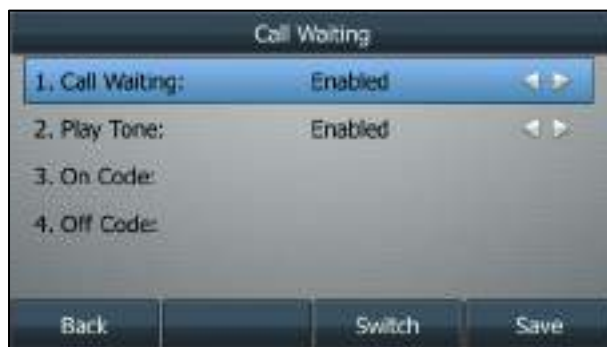 Call Waiting
1. Call Waiting: Enabled
2. Play Tone: Enabled
3. On Code:
4. Off Code:
Back Switch Save